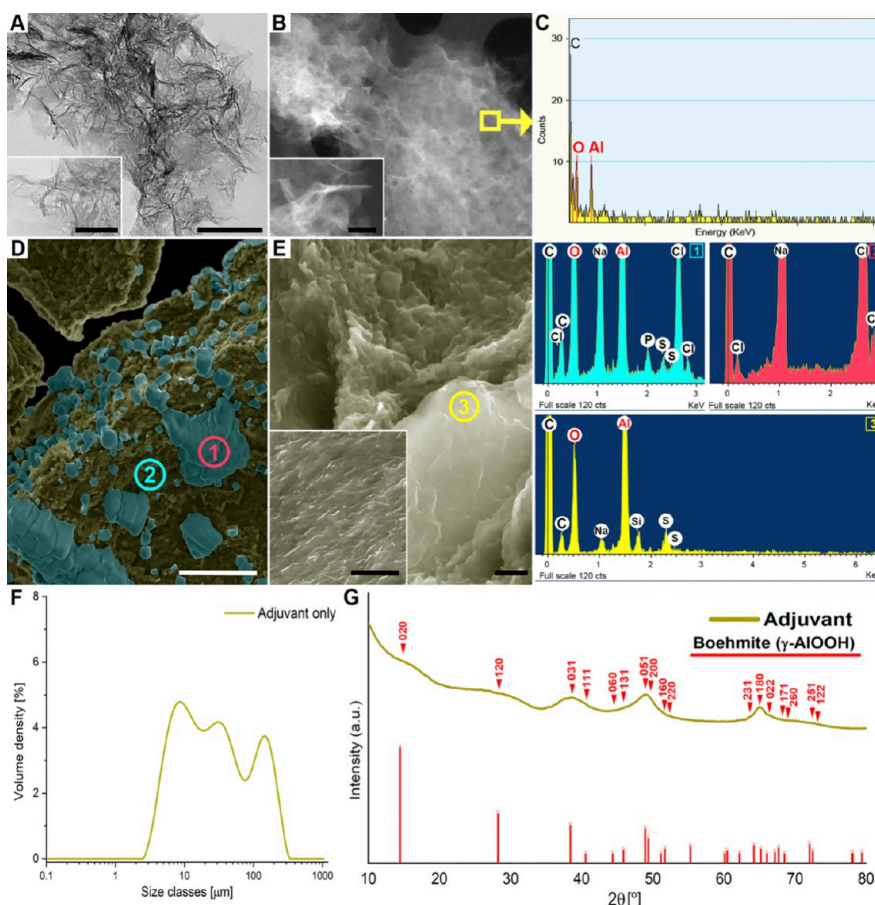 A
B
C
C
30
20
10
O Al
Counts
Energy (KeV)
D
2
1
E
3
1
C O Na Al Cl
C
Cl
P S
S
Cl
0 1 2 3
Full scale 120 cts
KeV
C Na Cl
Cl
0 1 2
Full scale 120 cts
3
C O Al
C Na Si S
S
0 1 2 3 4 5 6
Full scale 120 cts
F
8
6
4
2
0
Volume density [%]
Adjuvant only
0.1 1 10 100 1000
Size classes [µm]
G
Adjuvant
Boehmite (γ-AlOOH)
020
120
031
111
060
131
051
200
160
220
231
180
022
171
260
251
122
Intensity (a.u.)
10 20 30 40 50 60 70 80
2θ [º]